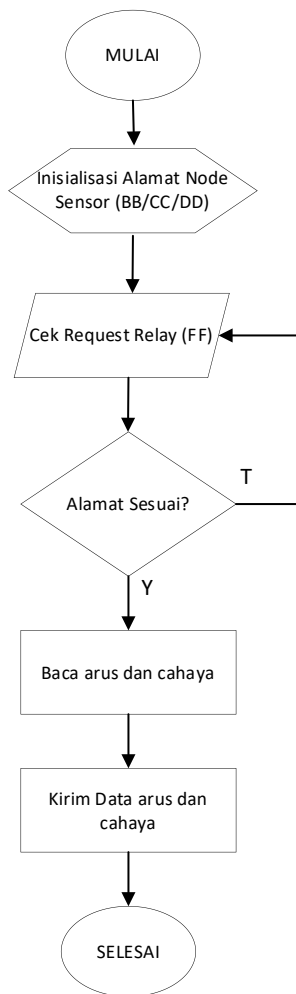 MULAI
Inisialisasi Alamat Node
Sensor (BB/CC/DD)
Cek Request Relay (FF)
Alamat Sesuai?
T
Y
Baca arus dan cahaya
Kirim Data arus dan
cahaya
SELESAI